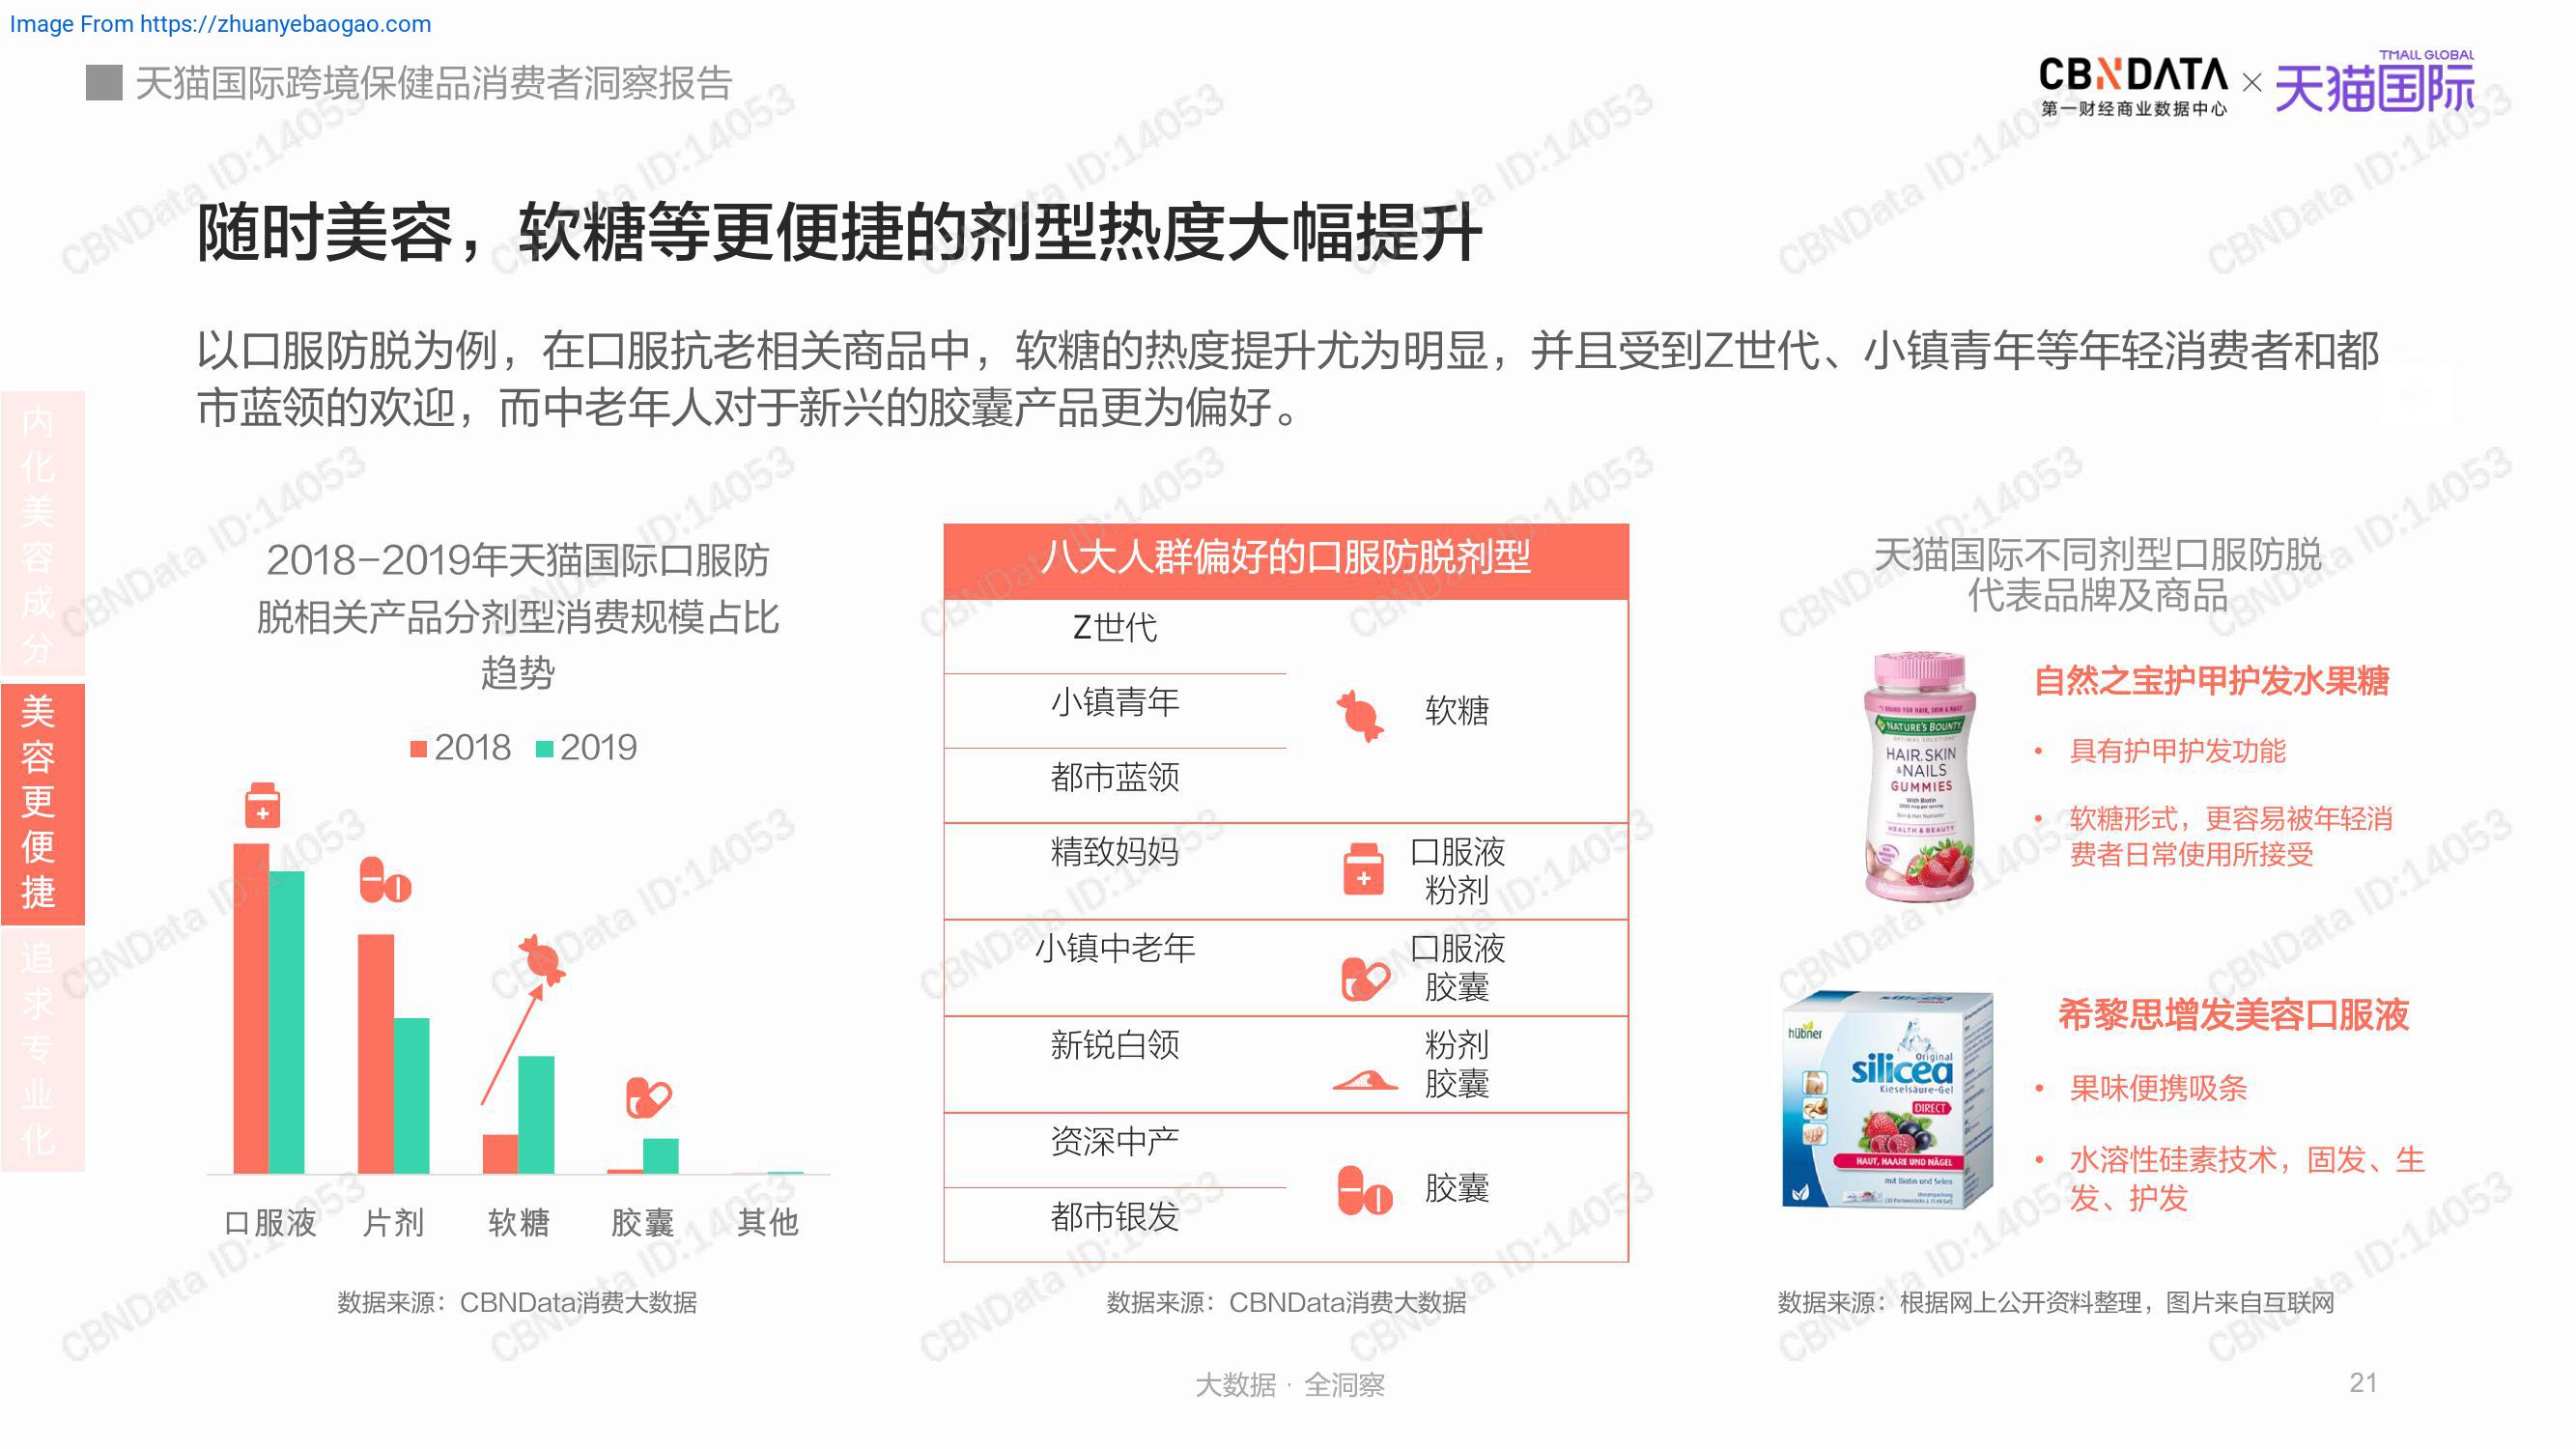 Image From https://zhuanyebaogao.com
天猫国际跨境保健品消费者洞察报告
CBNDATA
第一财经商业数据中心
×
TMALL GLOBAL
天猫国际
随时美容，软糖等更便捷的剂型热度大幅提升
以口服防脱为例，在口服抗老相关商品中，软糖的热度提升尤为明显，并且受到Z世代、小镇青年等年轻消费者和都
市蓝领的欢迎，而中老年人对于新兴的胶囊产品更为偏好。
内化美容成分
美容更便捷
追求专业化
2018-2019年天猫国际口服防
脱相关产品分剂型消费规模占比
趋势
2018 2019
口服液 片剂 软糖 胶囊 其他
数据来源：CBNData消费大数据
八大人群偏好的口服防脱剂型
Z世代
小镇青年
软糖
都市蓝领
精致妈妈
口服液
粉剂
小镇中老年
口服液
胶囊
新锐白领
粉剂
胶囊
资深中产
胶囊
都市银发
数据来源：CBNData消费大数据
天猫国际不同剂型口服防脱
代表品牌及商品
NATURE'S BOUNTY
OPTIMAL SOLUTIONS
HAIR, SKIN
& NAILS
GUMMIES
With Biotin
HEALTH & BEAUTY
自然之宝护甲护发水果糖
• 具有护甲护发功能
• 软糖形式，更容易被年轻消
费者日常使用所接受
hübner
Original
silicea
Kieselsäure-Gel
DIRECT
HAUT, HAARE UND NÄGEL
mit Biotin und Selen
希黎思增发美容口服液
• 果味便携吸条
• 水溶性硅素技术，固发、生
发、护发
数据来源：根据网上公开资料整理，图片来自互联网
大数据 · 全洞察
21
CBNData ID:14053